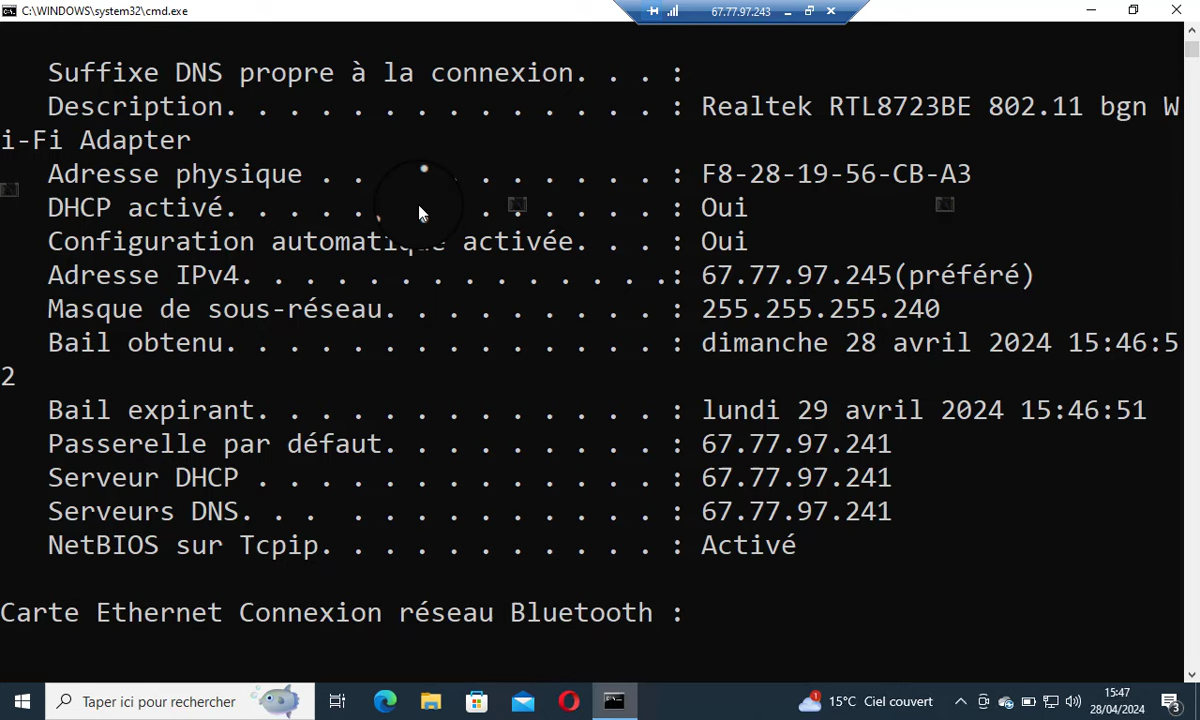 C:\WINDOWS\system32\cmd.exe
67.77.97.243
Suffixe DNS propre à la connexion. . . :
Description. . . . . . . . . . . . . . : Realtek RTL8723BE 802.11 bgn W
i-Fi Adapter
Adresse physique . . . . . . . . . . . : F8-28-19-56-CB-A3
DHCP activé. . . . . . . . . . . . . . : Oui
Configuration automatique activée. . . : Oui
Adresse IPv4. . . . . . . . . . . . . .: 67.77.97.245(préféré)
Masque de sous-réseau. . . . . . . . . : 255.255.255.240
Bail obtenu. . . . . . . . . . . . . . : dimanche 28 avril 2024 15:46:5
2
Bail expirant. . . . . . . . . . . . . : lundi 29 avril 2024 15:46:51
Passerelle par défaut. . . . . . . . . : 67.77.97.241
Serveur DHCP . . . . . . . . . . . . . : 67.77.97.241
Serveurs DNS. . .  . . . . . . . . . . : 67.77.97.241
NetBIOS sur Tcpip. . . . . . . . . . . : Activé
Carte Ethernet Connexion réseau Bluetooth :
Taper ici pour rechercher
1
15°C Ciel couvert
15:47
28/04/2024
3